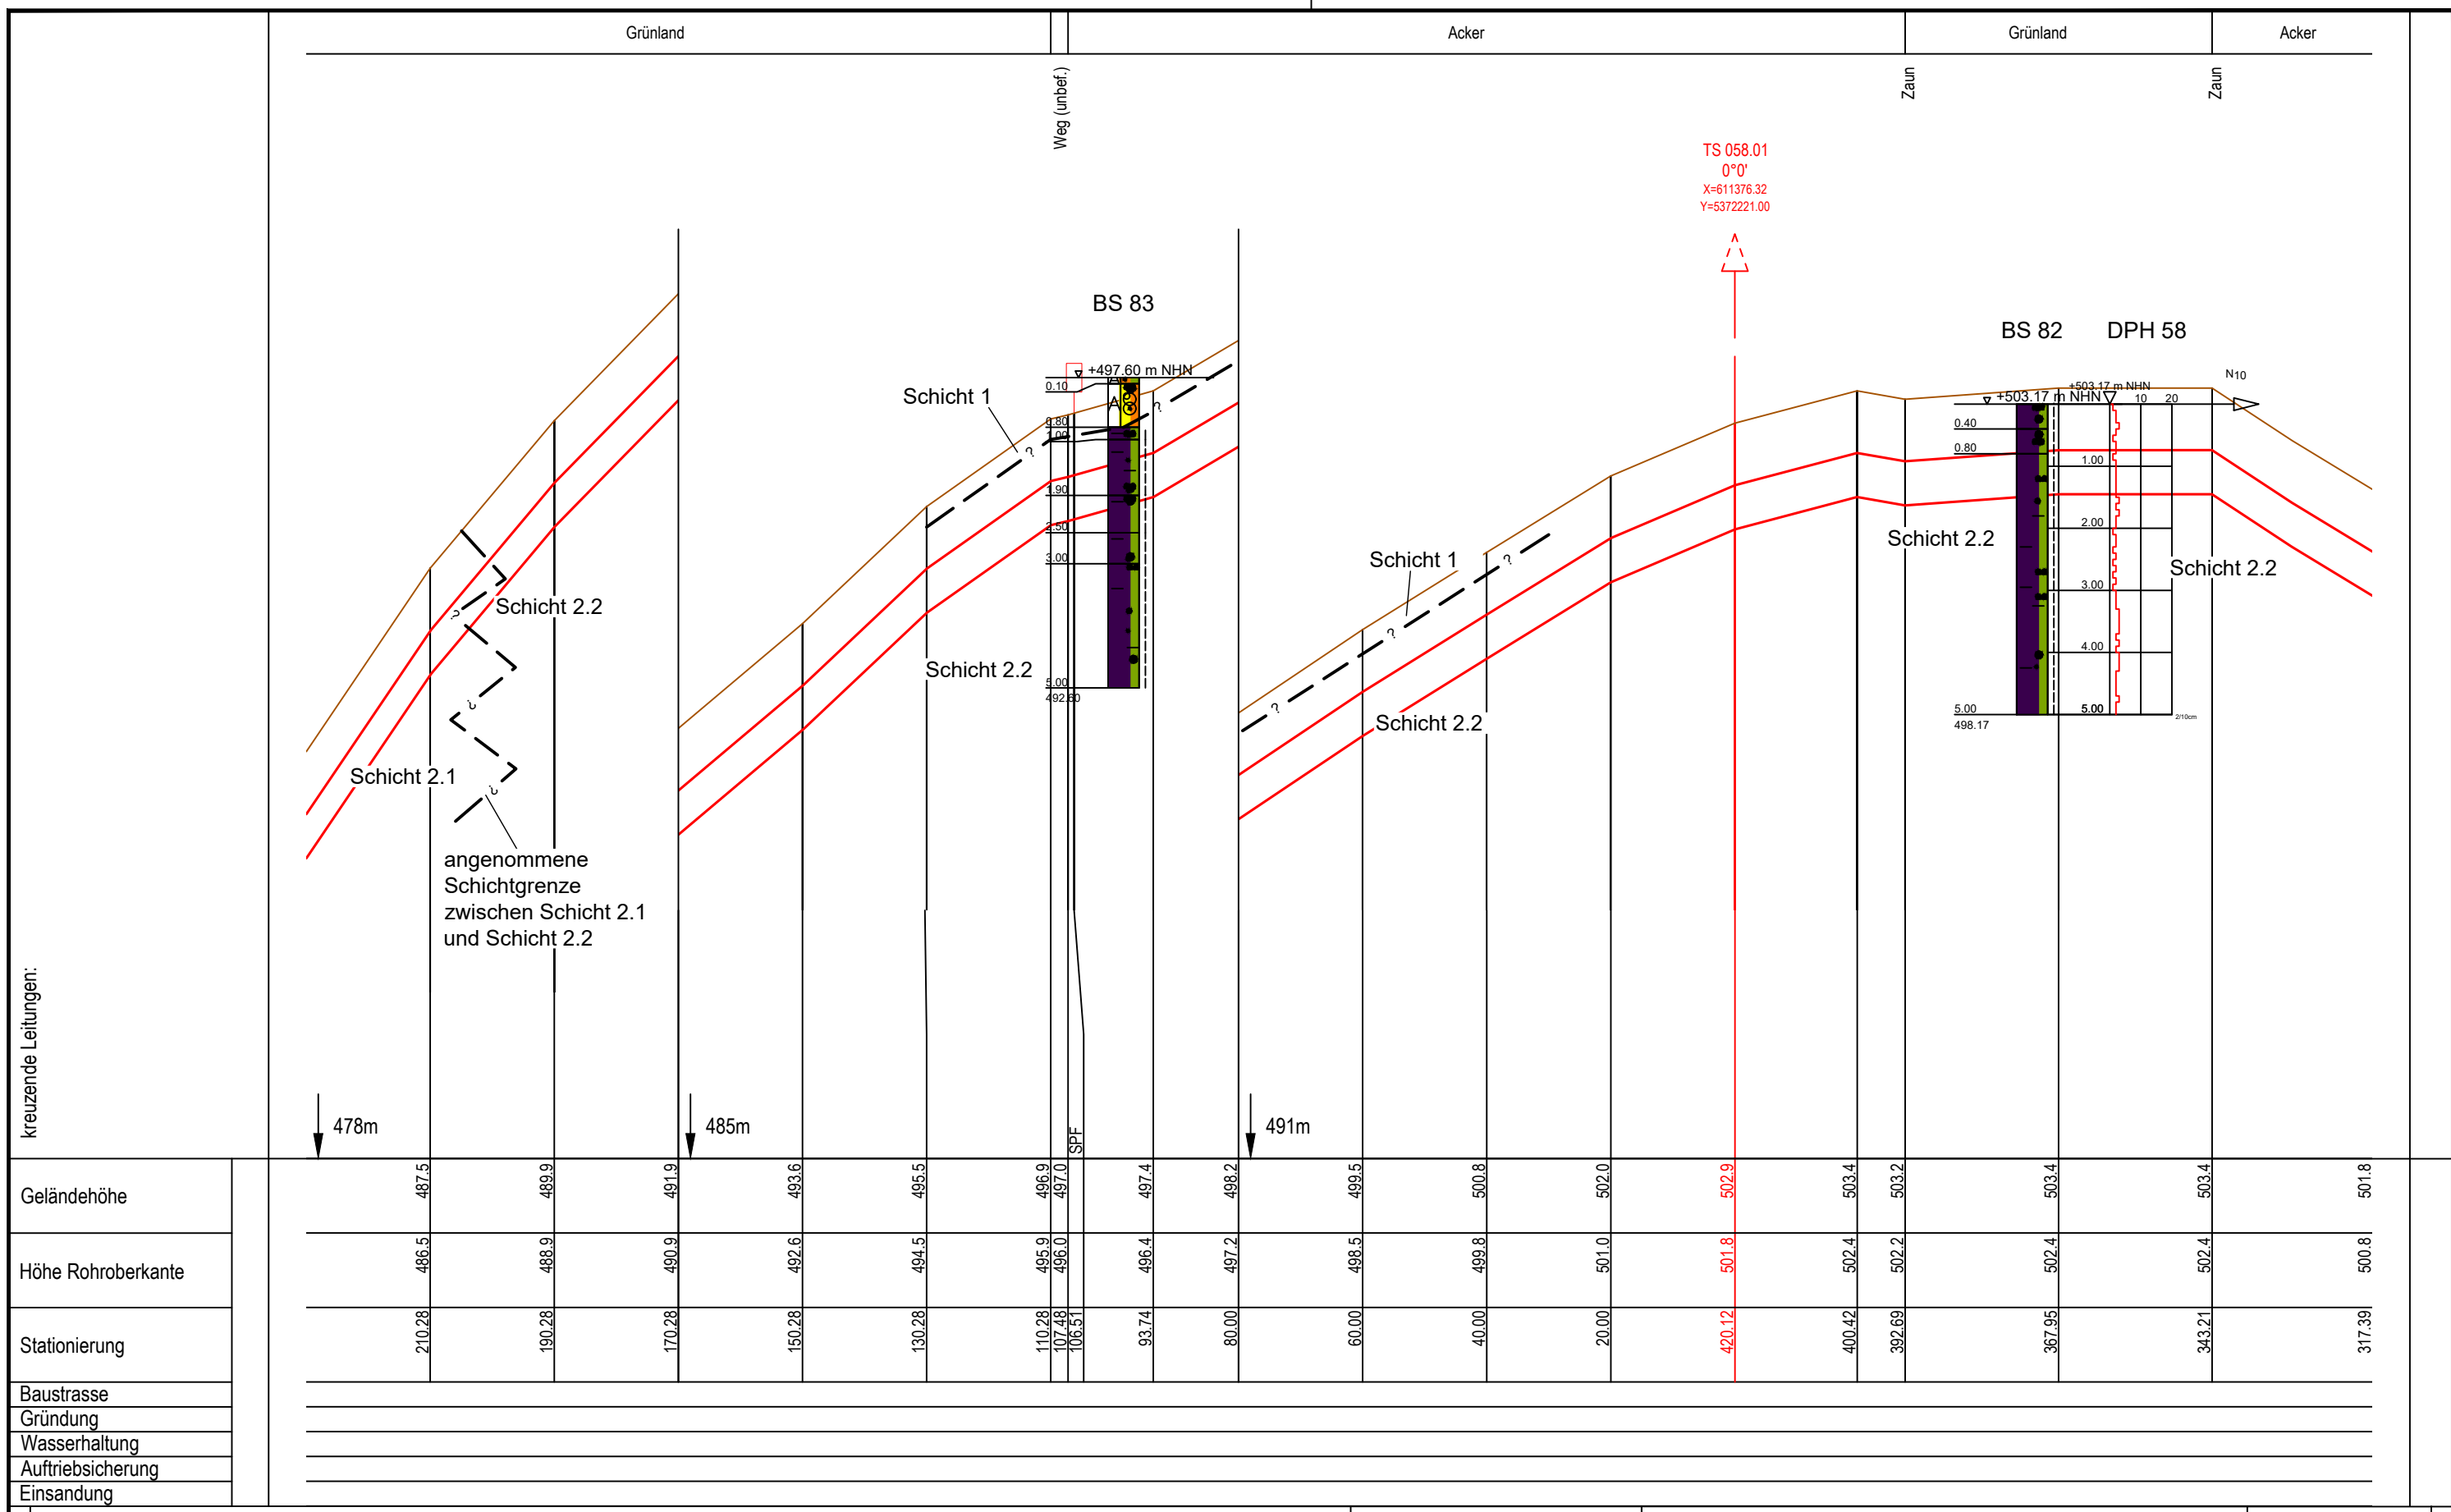 Grünland
Acker
Grünland
Acker
Weg (unbef.)
Zaun
Zaun
TS 058.01
0°0'
X=611376.32
Y=5372221.00
BS 83
BS 82
DPH 58
+497.60 m NHN
0.10
A
A
0.80
1.00
1.90
2.50
3.00
5.00
492.60
+503.17 m NHN
+503.17 m NHN
10
20
N10
0.40
0.80
1.00
2.00
3.00
4.00
5.00
5.00
498.17
2/10cm
Schicht 1
?
?
Schicht 2.2
?
?
?
Schicht 2.1
angenommene
Schichtgrenze
zwischen Schicht 2.1
und Schicht 2.2
Schicht 2.2
Schicht 1
?
?
?
Schicht 2.2
Schicht 2.2
Schicht 2.2
kreuzende Leitungen:
478m
485m
491m
SPF
Geländehöhe
487.5
489.9
491.9
493.6
495.5
496.9
497.0
497.4
498.2
499.5
500.8
502.0
502.9
503.4
503.2
503.4
503.4
501.8
Höhe Rohroberkante
486.5
488.9
490.9
492.6
494.5
495.9
496.0
496.4
497.2
498.5
499.8
501.0
501.8
502.4
502.2
502.4
502.4
500.8
Stationierung
210.28
190.28
170.28
150.28
130.28
110.28
107.48
106.51
93.74
80.00
60.00
40.00
20.00
420.12
400.42
392.69
367.95
343.21
317.39
Baustrasse
Gründung
Wasserhaltung
Auftriebsicherung
Einsandung